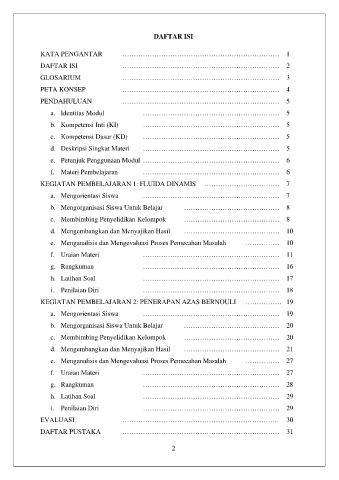 DAFTAR ISI
KATA PENGANTAR ................................................ 1
DAFTAR ISI ................................................ 2
GLOSARIUM ................................................ 3
PETA KONSEP ................................................ 4
PENDAHULUAN ................................................ 5
a. Identitas Modul ................................................ 5
b. Kompetensi Inti (KI) ................................................ 5
c. Kompetensi Dasar (KD) ................................................ 5
d. Deskripsi Singkat Materi ................................................ 5
e. Petunjuk Penggunaan Modul ................................................ 6
f. Materi Pembelajaran ................................................ 6
KEGIATAN PEMBELAJARAN 1: FLUIDA DINAMIS ........................ 7
a. Mengorientasi Siswa ................................................ 7
b. Mengorganisasi Siswa Untuk Belajar ................................ 8
c. Membimbing Penyelidikan Kelompok ................................ 8
d. Mengembangkan dan Menyajikan Hasil ................................ 10
e. Menganalisis dan Mengevaluasi Proses Pemecahan Masalah ............ 10
f. Uraian Materi ................................................ 11
g. Rangkuman ................................................ 16
h. Latihan Soal ................................................ 17
i. Penilaian Diri ................................................ 18
KEGIATAN PEMBELAJARAN 2: PENERAPAN AZAS BERNOULI ............ 19
a. Mengorientasi Siswa ................................................ 19
b. Mengorganisasi Siswa Untuk Belajar ................................ 20
c. Membimbing Penyelidikan Kelompok ................................ 20
d. Mengembangkan dan Menyajikan Hasil ................................ 21
e. Menganalisis dan Mengevaluasi Proses Pemecahan Masalah ............ 27
f. Uraian Materi ................................................ 27
g. Rangkuman ................................................ 28
h. Latihan Soal ................................................ 29
i. Penilaian Diri ................................................ 29
EVALUASI ................................................ 30
DAFTAR PUSTAKA ................................................ 31
2